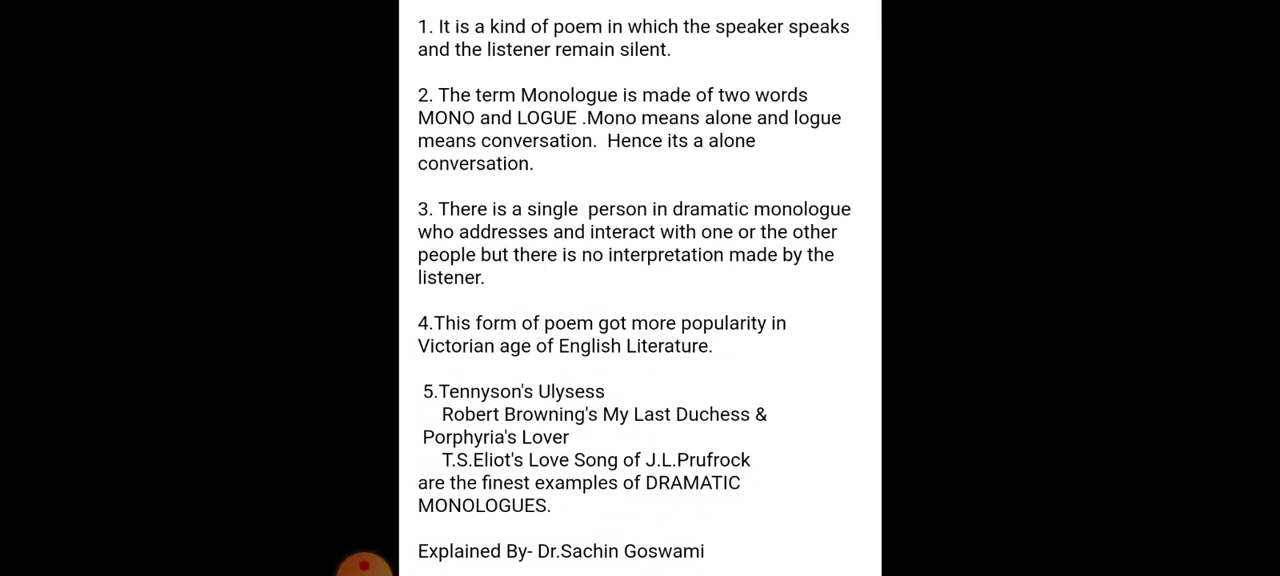 1. It is a kind of poem in which the speaker speaks
and the listener remain silent.
2. The term Monologue is made of two words
MONO and LOGUE .Mono means alone and logue
means conversation.  Hence its a alone
conversation.
3. There is a single  person in dramatic monologue
who addresses and interact with one or the other
people but there is no interpretation made by the
listener.
4.This form of poem got more popularity in
Victorian age of English Literature.
5.Tennyson's Ulysess
Robert Browning's My Last Duchess &
Porphyria's Lover
T.S.Eliot's Love Song of J.L.Prufrock
are the finest examples of DRAMATIC
MONOLOGUES.
Explained By- Dr.Sachin Goswami